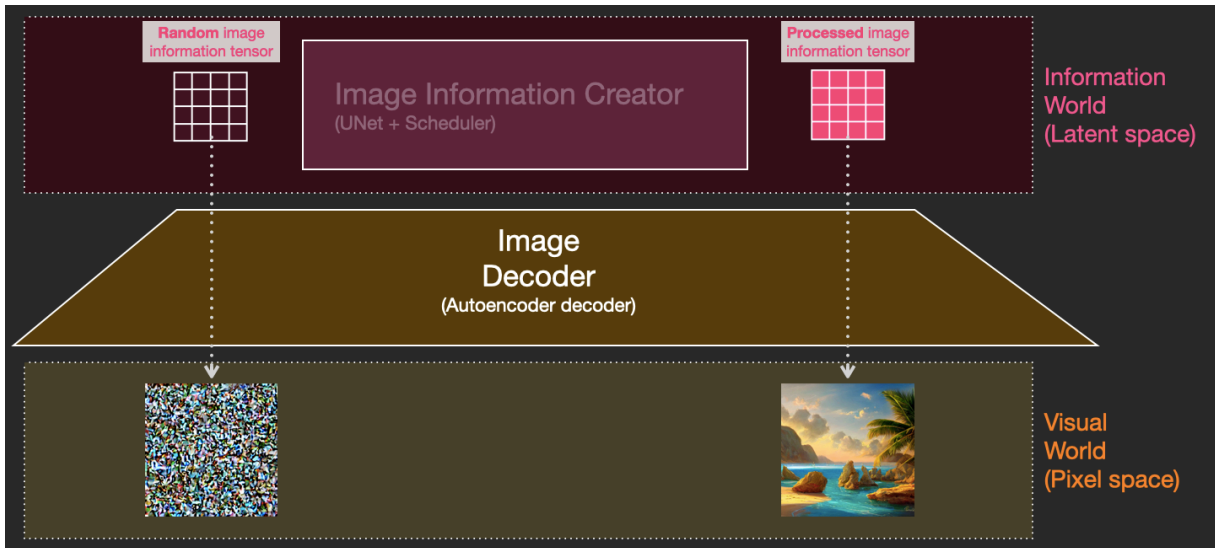 Random image
information tensor
Image Information Creator
(UNet + Scheduler)
Processed image
information tensor
Information
World
(Latent space)
Image
Decoder
(Autoencoder decoder)
Visual
World
(Pixel space)